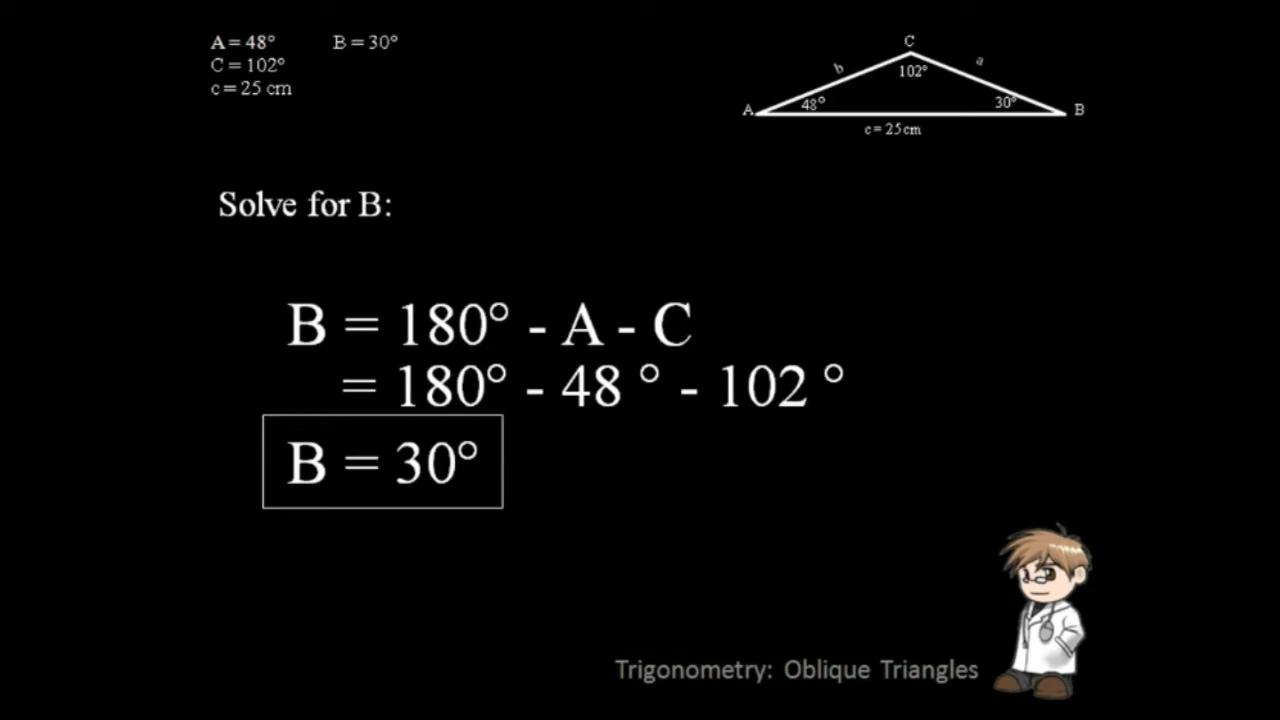 A = 48° B = 30°
C = 102°
c = 25 cm
C
b a
102°
A 48° 30° B
c = 25cm
Solve for B:
B = 180° - A - C
= 180° - 48 ° - 102 °
B = 30°
Trigonometry: Oblique Triangles